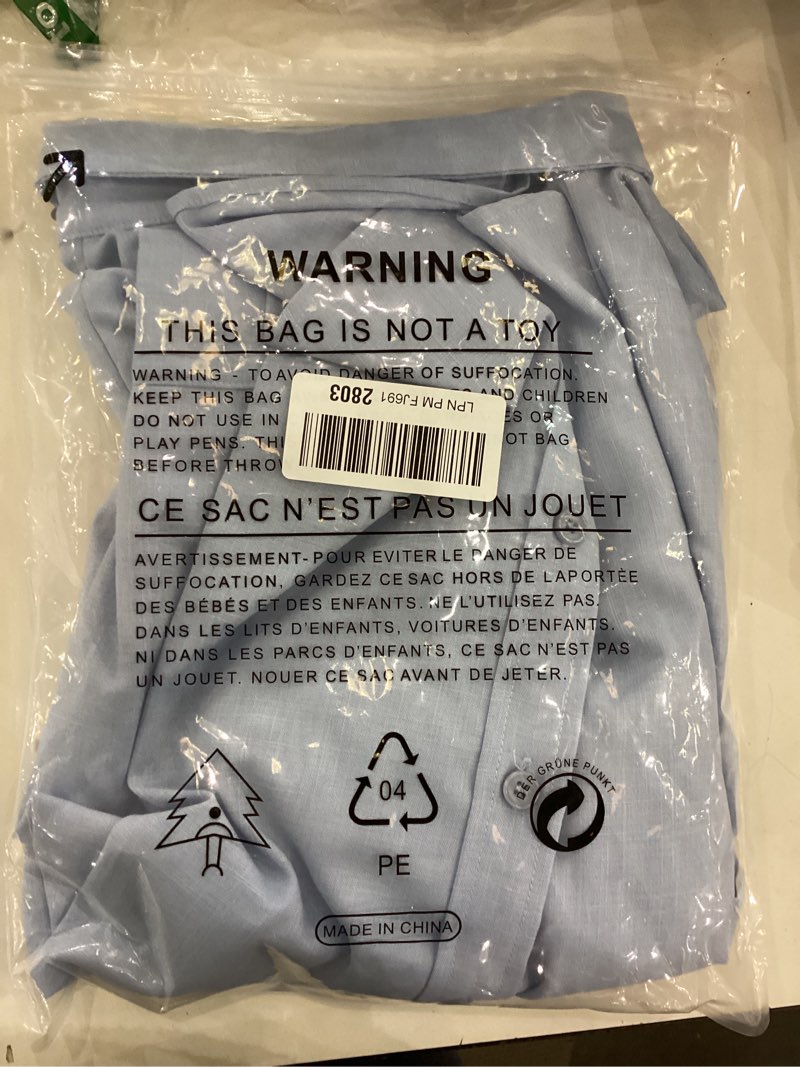 WARNING
THIS BAG IS NOT A TOY
WARNING - TO AVOID DANGER OF SUFFOCATION.
KEEP THIS BAG AND CHILDREN
DO NOT USE IN OR
PLAY PENS. BAG
BEFORE
LPN PM FJ691 2803
CE SAC N'EST PAS UN JOUET
AVERTISSEMENT-POUR EVITER LE DANGER DE
SUFFOCATION, GARDEZ CE SAC HORS DE LAPORTÉE
DES BÉBÉS ET DES ENFANTS. NE L'UTILISEZ PAS.
DANS LES LITS D'ENFANTS, VOITURES D'ENFANTS.
NI DANS LES PARCS D'ENFANTS, CE SAC N'EST PAS
UN JOUET. NOUER CE SAC AVANT DE JETER.
04
PE
DER GRÜNE PUNKT
MADE IN CHINA